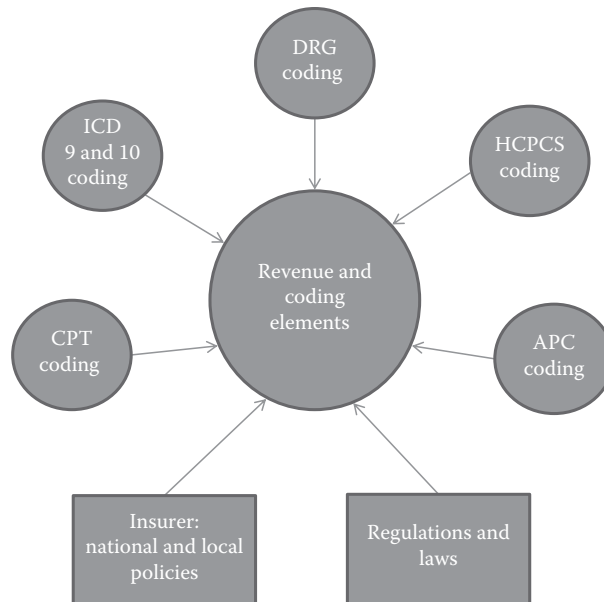 DRG
coding
ICD
9 and 10
coding
HCPCS
coding
Revenue and
coding
elements
CPT
coding
APC
coding
Insurer:
national and local
policies
Regulations and
laws